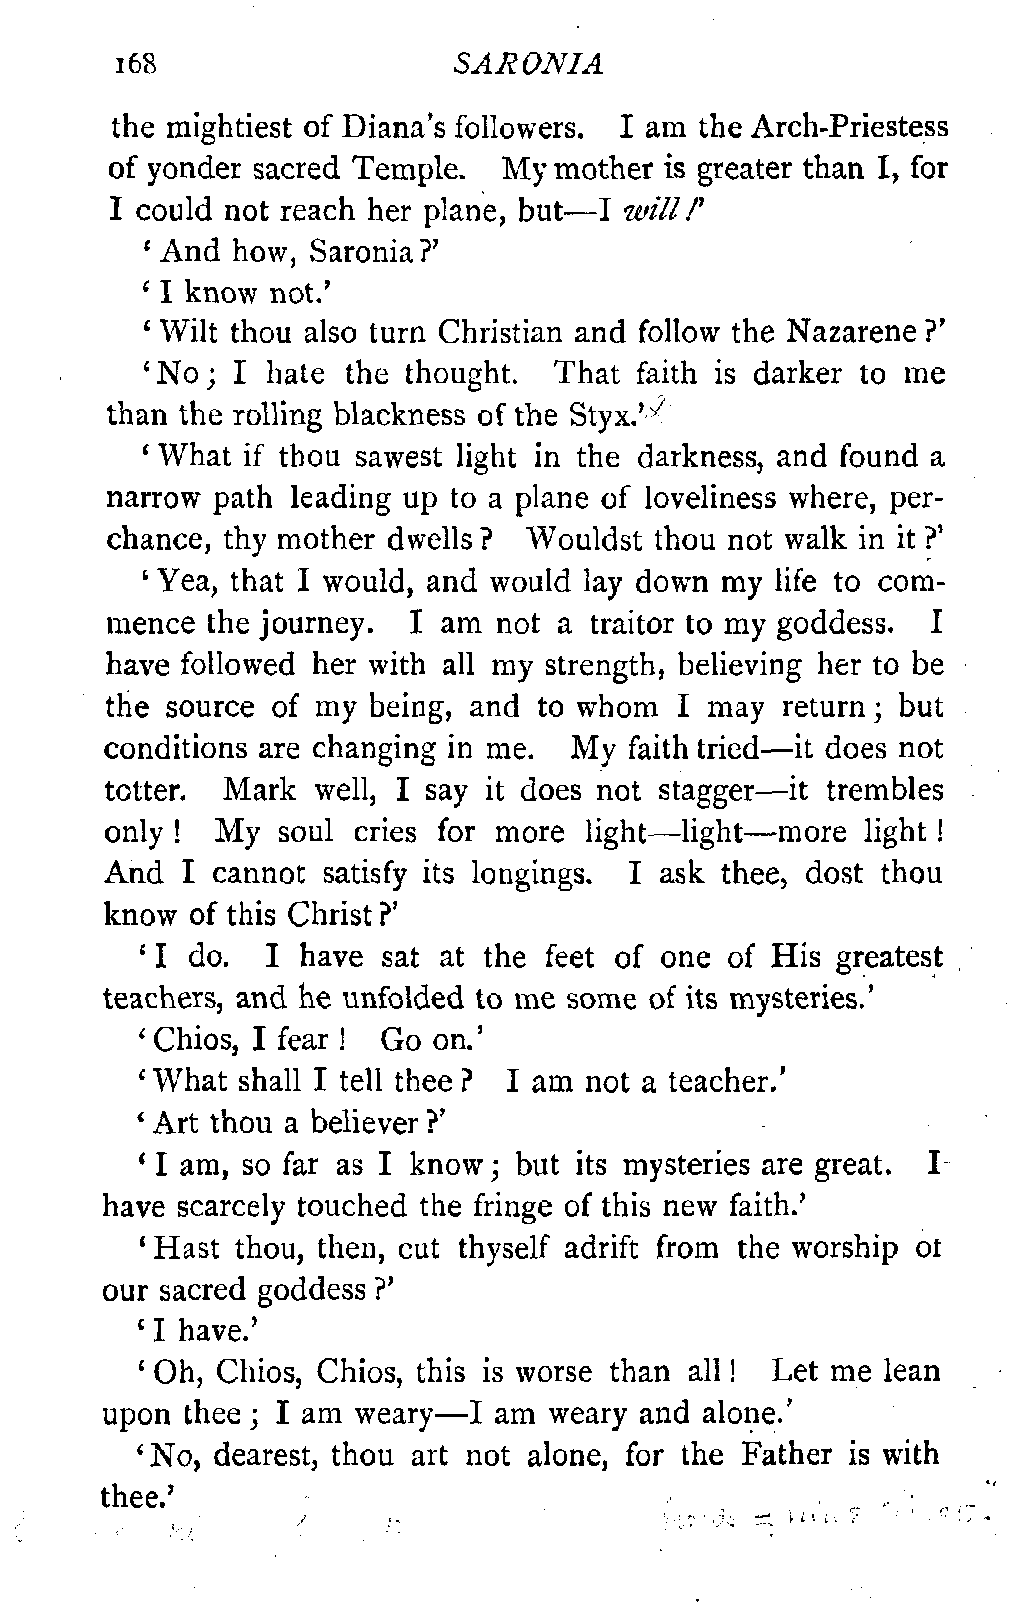 168 SARONIA
the mightiest of Diana's followers. I am the Arch-Priestess
of yonder sacred Temple. My mother is greater than I, for
I could not reach her plane, but—I will!'
'And how, Saronia?'
'I know not.'
'Wilt thou also turn Christian and follow the Nazarene?'
'No; I hate the thought. That faith is darker to me
than the rolling blackness of the Styx.'
'What if thou sawest light in the darkness, and found a
narrow path leading up to a plane of loveliness where, per-
chance, thy mother dwells? Wouldst thou not walk in it?'
'Yea, that I would, and would lay down my life to com-
mence the journey. I am not a traitor to my goddess. I
have followed her with all my strength, believing her to be
the source of my being, and to whom I may return; but
conditions are changing in me. My faith tried—it does not
totter. Mark well, I say it does not stagger—it trembles
only! My soul cries for more light—light—more light!
And I cannot satisfy its longings. I ask thee, dost thou
know of this Christ?'
'I do. I have sat at the feet of one of His greatest
teachers, and he unfolded to me some of its mysteries.'
'Chios, I fear! Go on.'
'What shall I tell thee? I am not a teacher.'
'Art thou a believer?'
'I am, so far as I know; but its mysteries are great. I
have scarcely touched the fringe of this new faith.'
'Hast thou, then, cut thyself adrift from the worship of
our sacred goddess?'
'I have.'
'Oh, Chios, Chios, this is worse than all! Let me lean
upon thee; I am weary—I am weary and alone.'
'No, dearest, thou art not alone, for the Father is with
thee.'